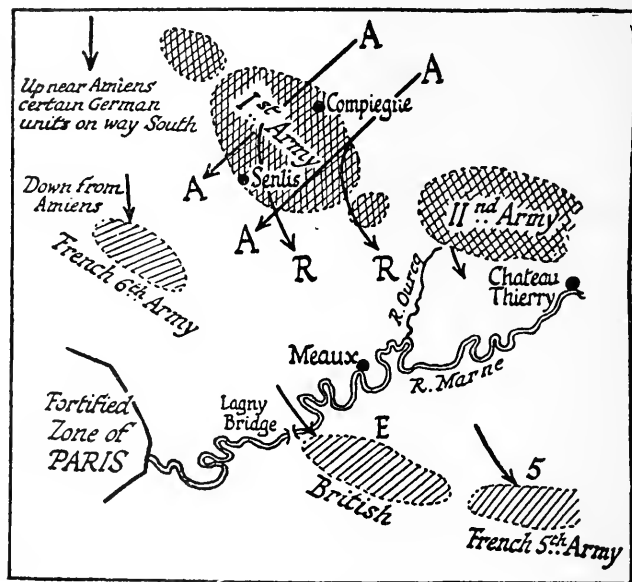 A
A
Up near Amiens
certain German
units on way South
Ist Army
Compiegne
Down from
Amiens
A
Senlis
A
R
R
IInd Army
French 6th Army
R. Ourcq
Chateau
Thierry
Meaux
R. Marne
Fortified
Zone of
PARIS
Lagny
Bridge
E
British
5
French 5th Army